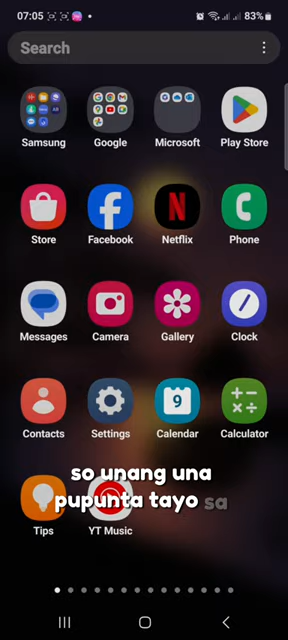 07:05
83%
Search
Samsung
Google
Microsoft
Play Store
Store
Facebook
Netflix
Phone
Messages
Camera
Gallery
Clock
Contacts
Settings
9
Calendar
Calculator
so unang una
pupunta tayo sa
Tips
YT Music